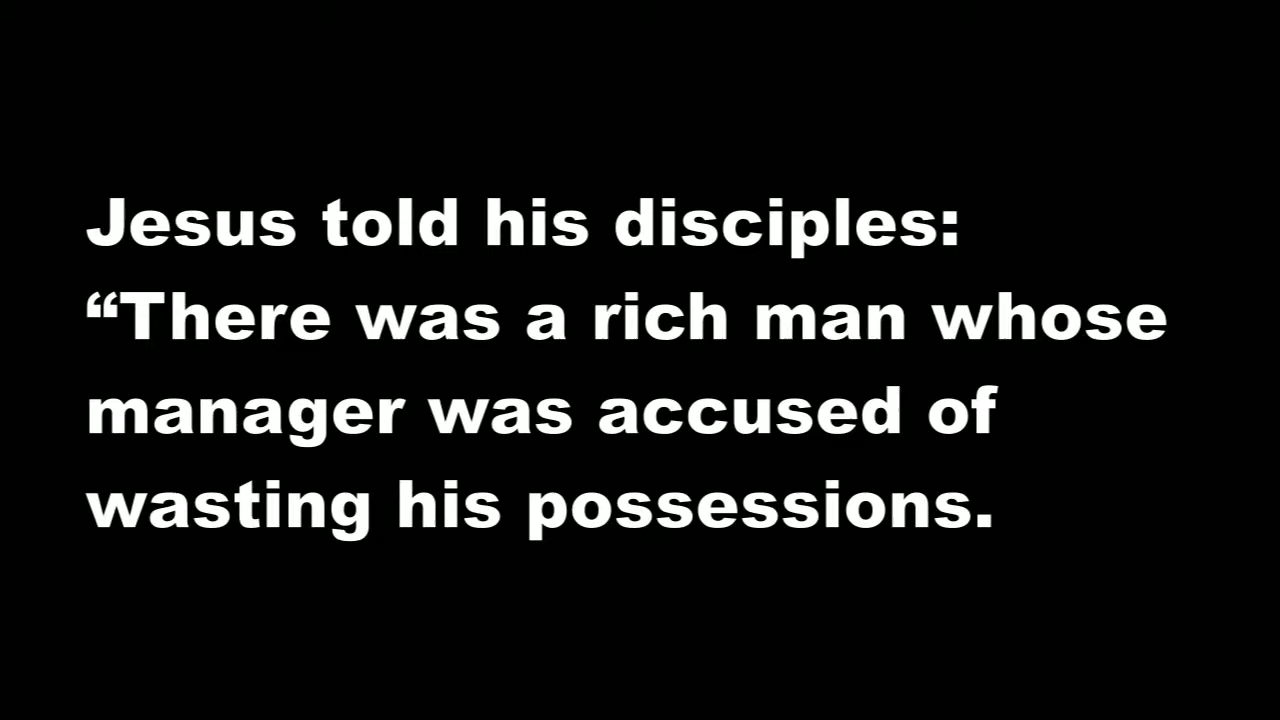 Jesus told his disciples:
“There was a rich man whose
manager was accused of
wasting his possessions.